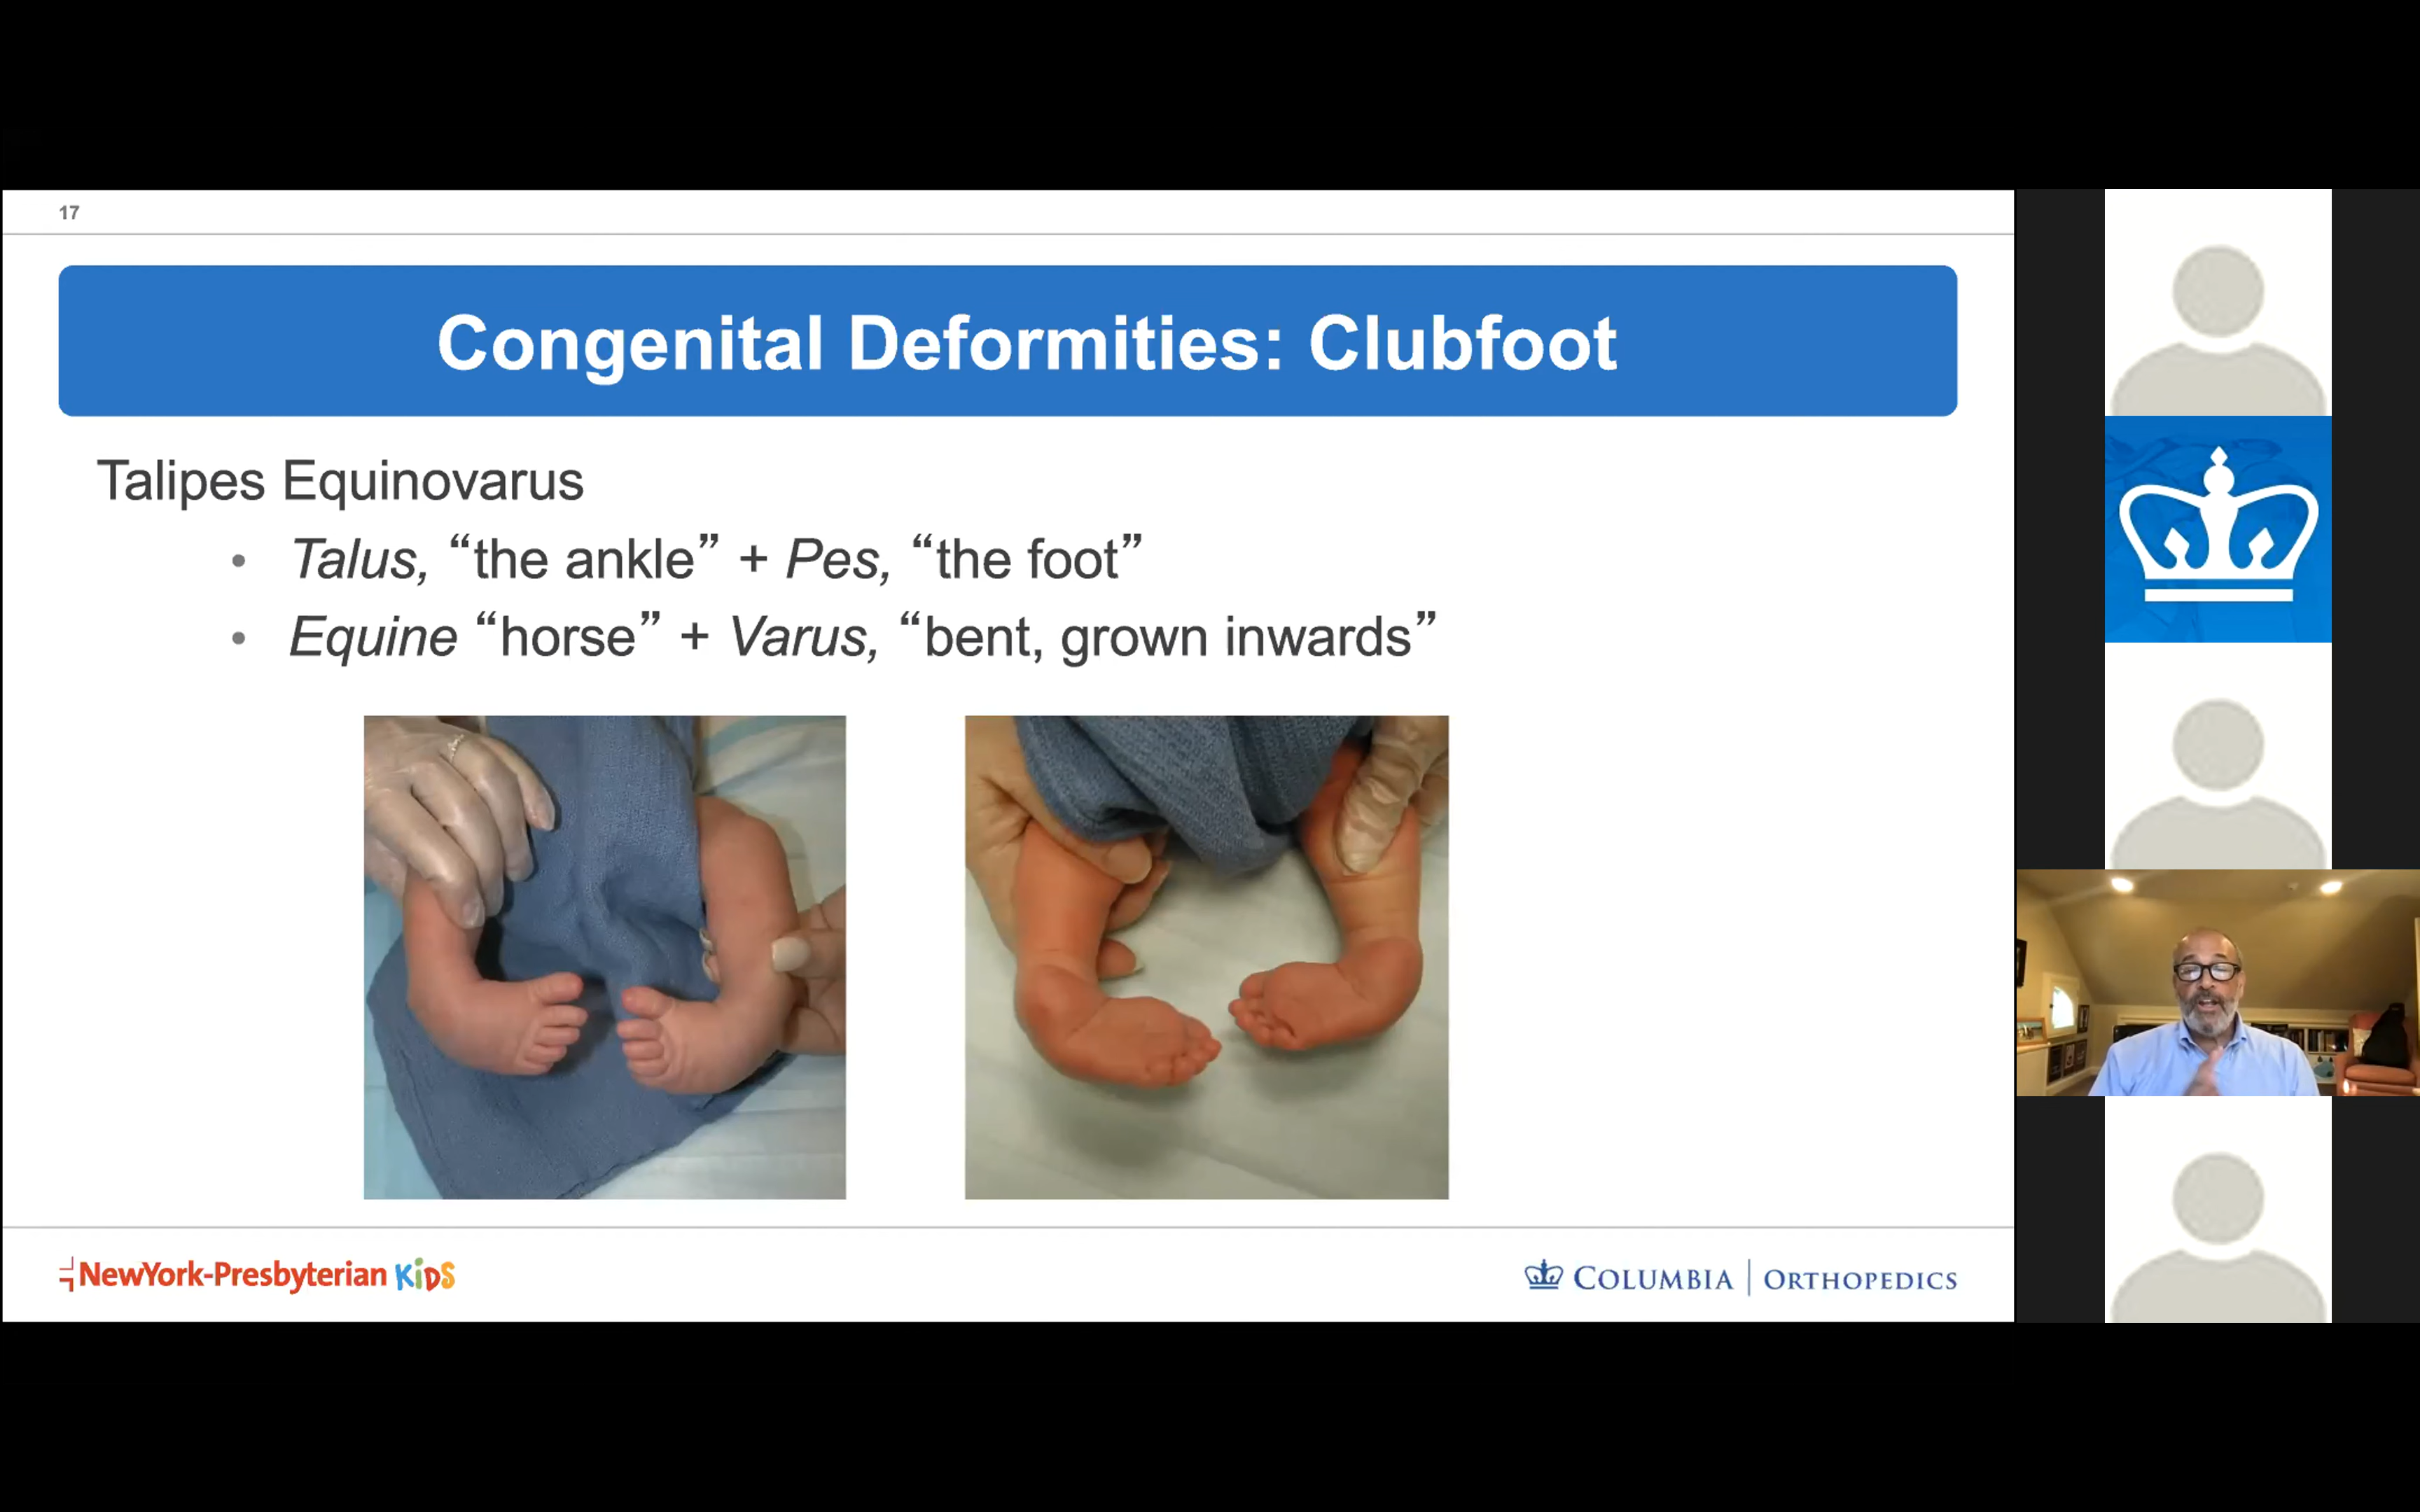 17
Congenital Deformities: Clubfoot
Talipes Equinovarus
• Talus, “the ankle” + Pes, “the foot”
• Equine “horse” + Varus, “bent, grown inwards”
NewYork-Presbyterian KiDS
COLUMBIA | ORTHOPEDICS